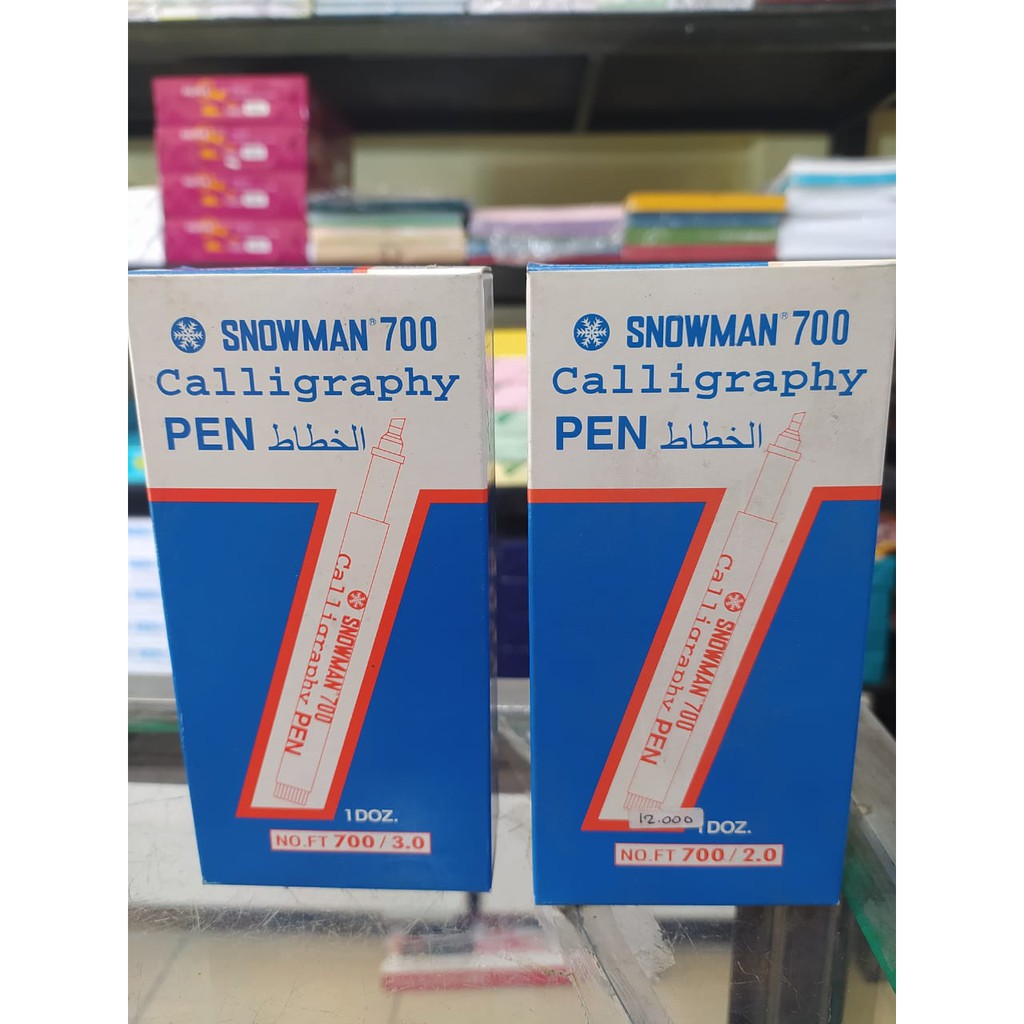 SNOWMAN® 700
Calligraphy
PEN الخطاط
SNOWMAN 700
Calligraphy PEN
1 DOZ.
NO.FT 700/3.0
SNOWMAN® 700
Calligraphy
PEN الخطاط
SNOWMAN 700
Calligraphy PEN
12.000
1 DOZ.
NO.FT 700/2.0